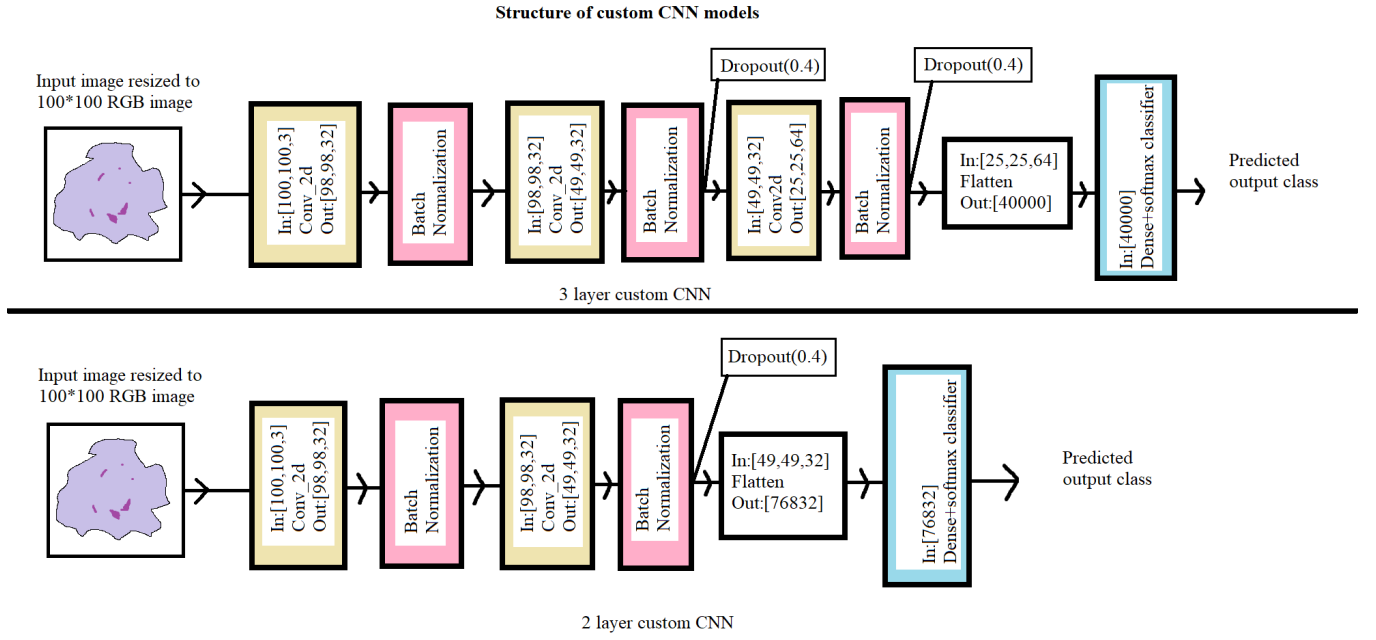 Structure of custom CNN models
Input image resized to
100*100 RGB image
In:[100,100,3]
Conv_2d
Out:[98,98,32]
Batch
Normalization
In:[98,98,32]
Conv_2d
Out:[49,49,32]
Batch
Normalization
Dropout(0.4)
In:[49,49,32]
Conv2d
Out:[25,25,64]
Batch
Normalization
Dropout(0.4)
In:[25,25,64]
Flatten
Out:[40000]
In:[40000]
Dense+softmax classifier
Predicted
output class
3 layer custom CNN
Input image resized to
100*100 RGB image
In:[100,100,3]
Conv_2d
Out:[98,98,32]
Batch
Normalization
In:[98,98,32]
Conv_2d
Out:[49,49,32]
Batch
Normalization
Dropout(0.4)
In:[49,49,32]
Flatten
Out:[76832]
In:[76832]
Dense+softmax classifier
Predicted
output class
2 layer custom CNN